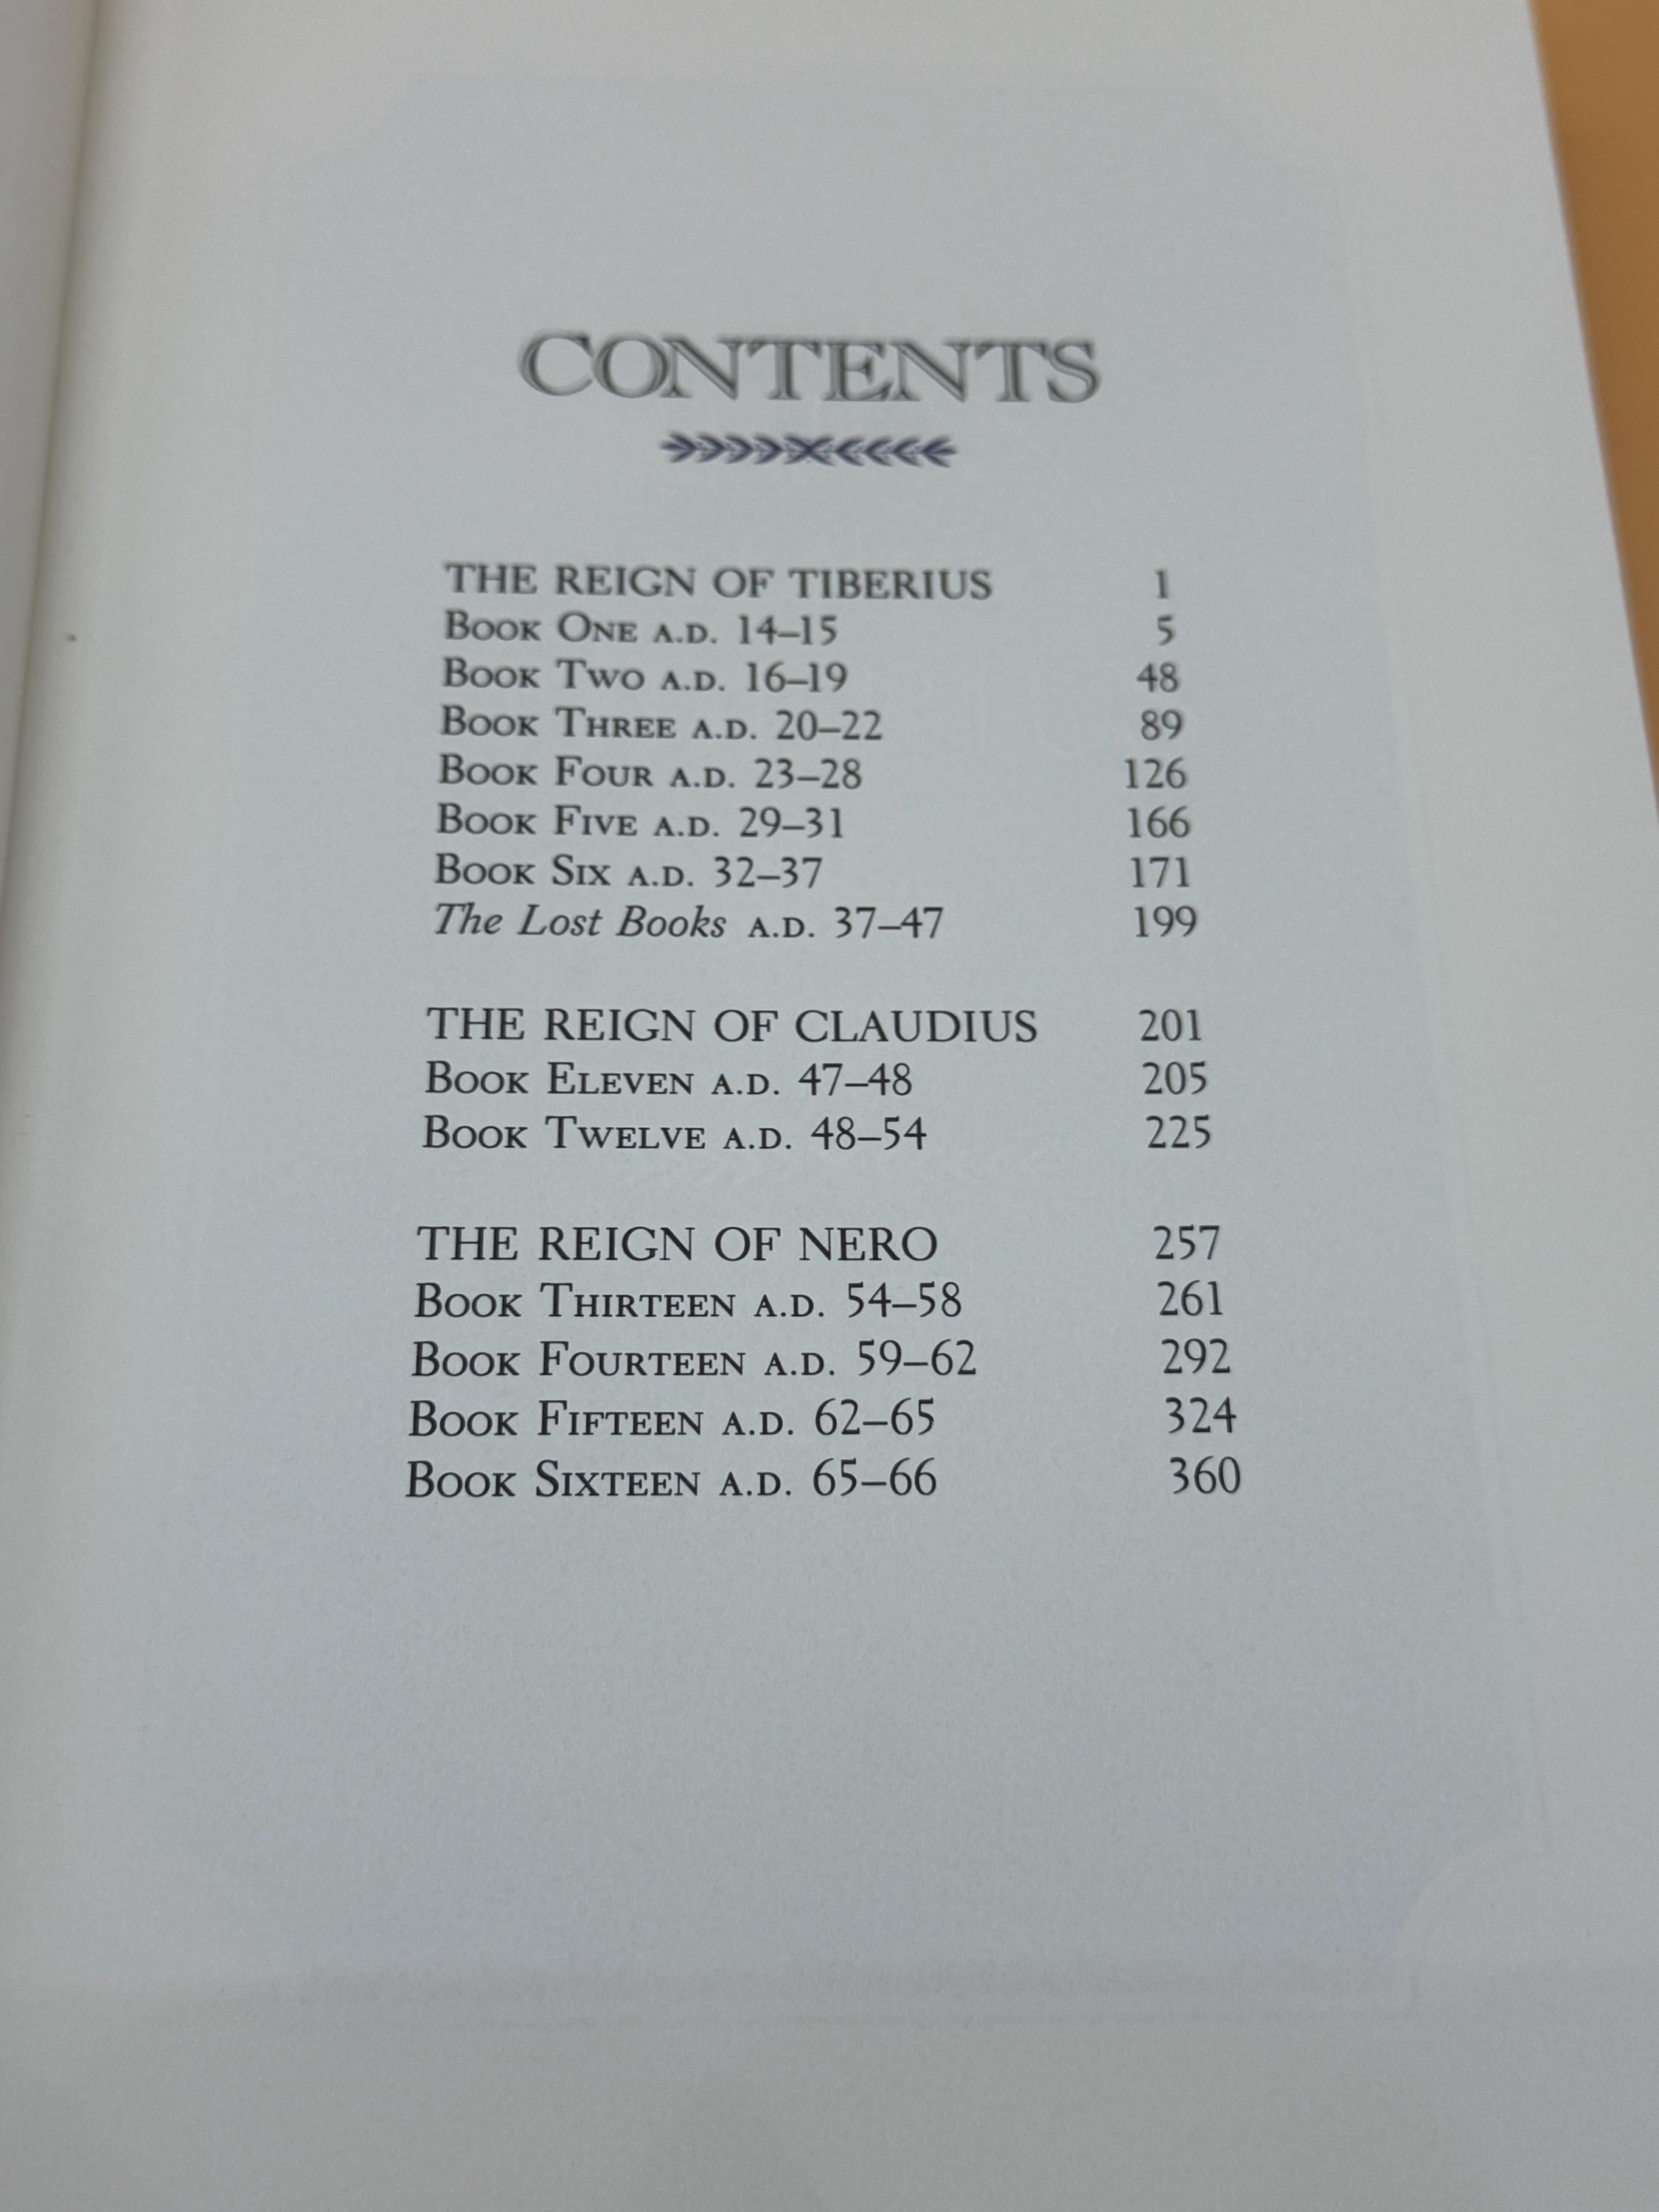 CONTENTS
THE REIGN OF TIBERIUS 1
BOOK ONE A.D. 14–15 5
BOOK TWO A.D. 16–19 48
BOOK THREE A.D. 20–22 89
BOOK FOUR A.D. 23–28 126
BOOK FIVE A.D. 29–31 166
BOOK SIX A.D. 32–37 171
The Lost Books A.D. 37–47 199
THE REIGN OF CLAUDIUS 201
BOOK ELEVEN A.D. 47–48 205
BOOK TWELVE A.D. 48–54 225
THE REIGN OF NERO 257
BOOK THIRTEEN A.D. 54–58 261
BOOK FOURTEEN A.D. 59–62 292
BOOK FIFTEEN A.D. 62–65 324
BOOK SIXTEEN A.D. 65–66 360